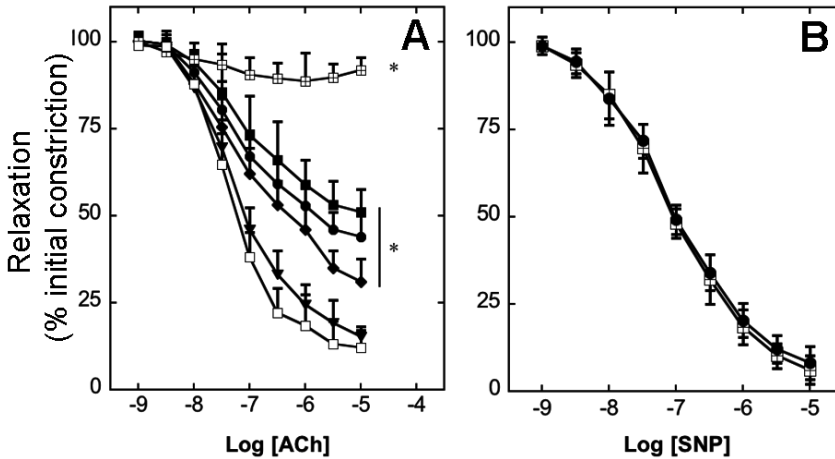 A
B
Relaxation
(% initial constriction)
100
75
50
25
0
*
*
-9 -8 -7 -6 -5 -4
Log [ACh]
100
75
50
25
0
-9 -8 -7 -6 -5
Log [SNP]